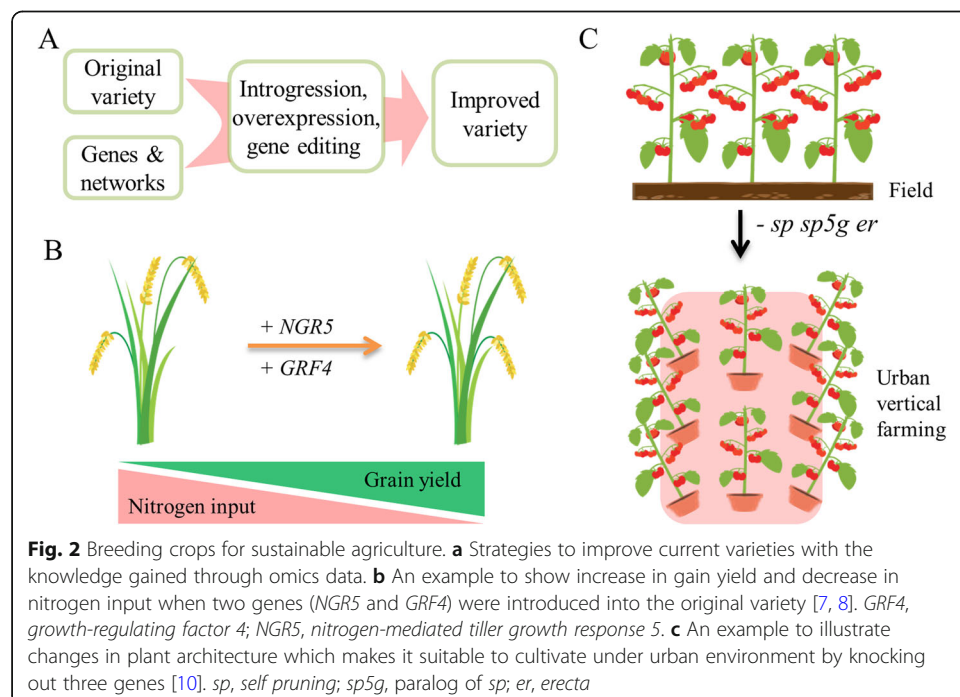 A
Original
variety
Genes &
networks
Introgression,
overexpression,
gene editing
Improved
variety
B
+ NGR5
+ GRF4
Grain yield
Nitrogen input
C
Field
- sp sp5g er
Urban
vertical
farming
Fig. 2 Breeding crops for sustainable agriculture. a Strategies to improve current varieties with the
knowledge gained through omics data. b An example to show increase in gain yield and decrease in
nitrogen input when two genes (NGR5 and GRF4) were introduced into the original variety [7, 8]. GRF4,
growth-regulating factor 4; NGR5, nitrogen-mediated tiller growth response 5. c An example to illustrate
changes in plant architecture which makes it suitable to cultivate under urban environment by knocking
out three genes [10]. sp, self pruning; sp5g, paralog of sp; er, erecta